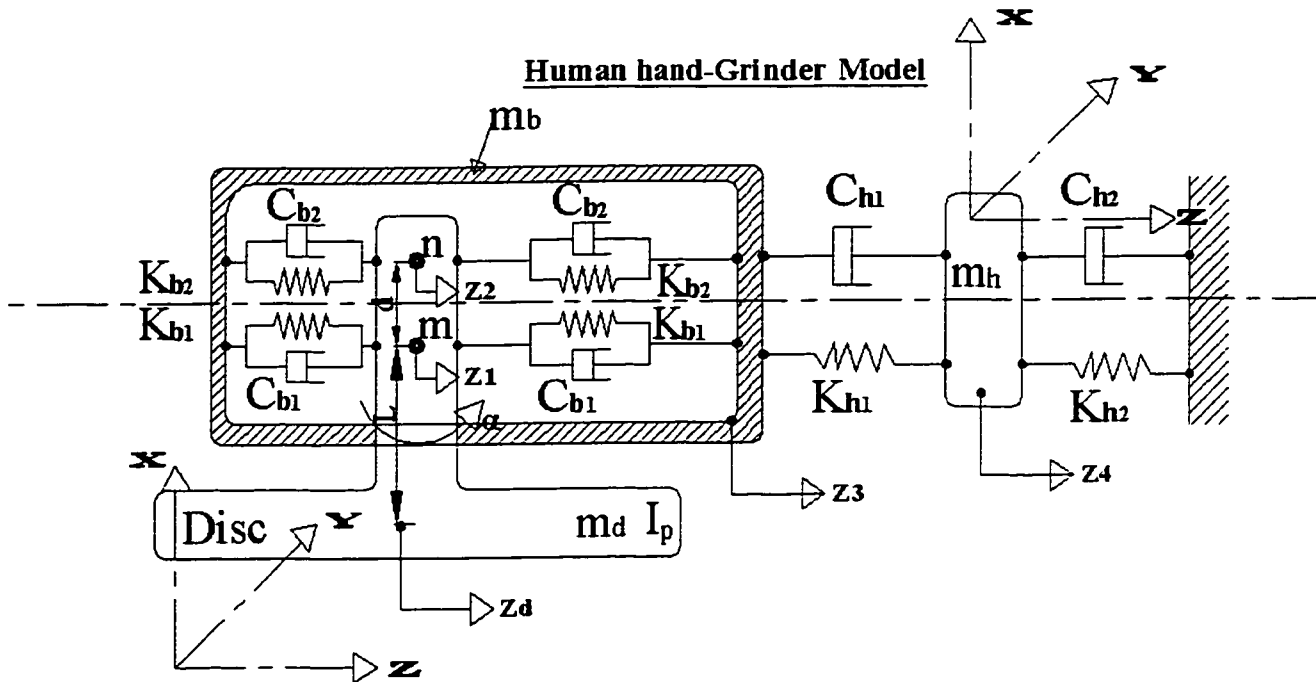 X
Human hand-Grinder Model
Y
mb
Cb2
Cb2
Ch1
Ch2
Z
n
Kb2
d
Z2
Kb2
mh
Kb1
m
Kb1
Z1
Cb1
L
α
Cb1
Kh1
Kh2
X
Z3
Z4
Disc
Y
md Ip
Zd
Z